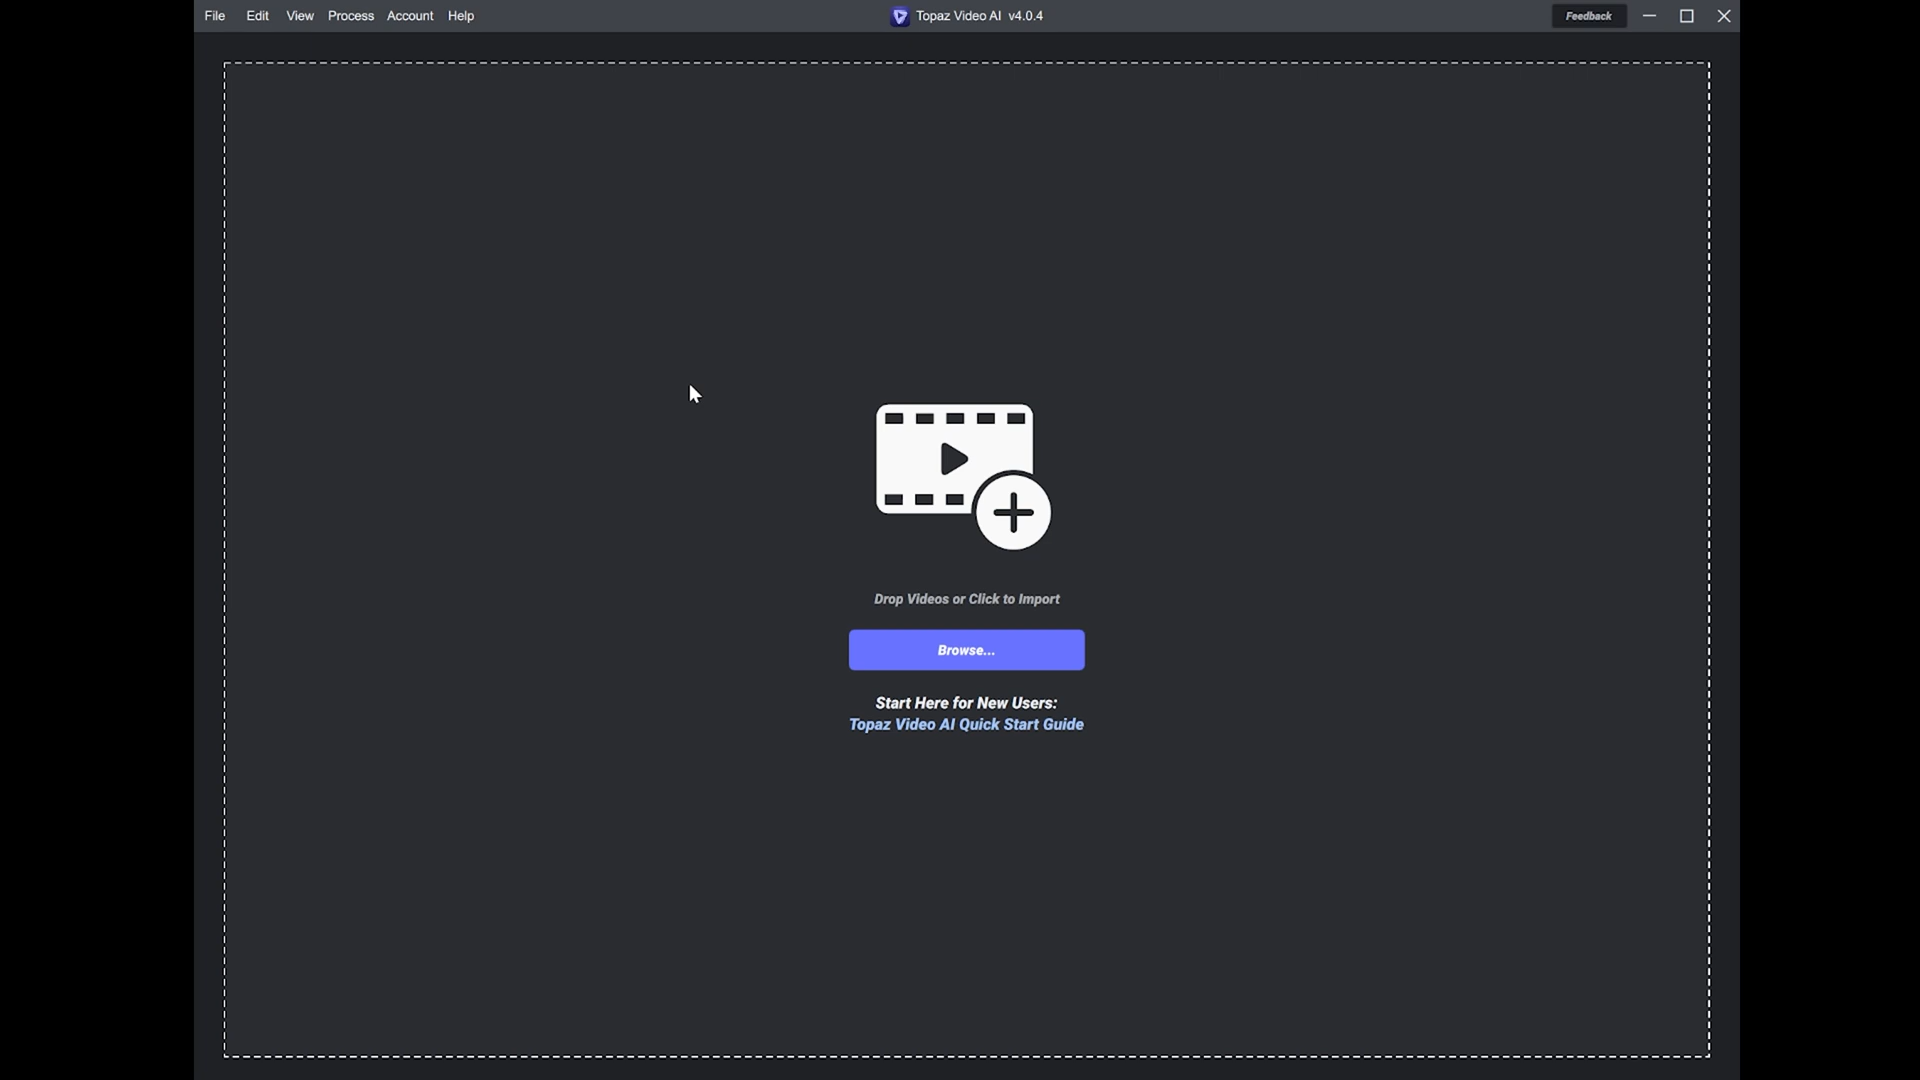 File Edit View Process Account Help
Topaz Video AI v4.0.4
Feedback
Drop Videos or Click to Import
Browse...
Start Here for New Users:
Topaz Video AI Quick Start Guide